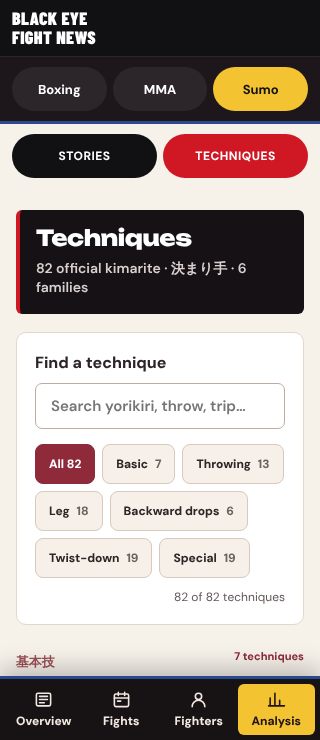 BLACK EYE
FIGHT NEWS
Boxing
MMA
Sumo
STORIES
TECHNIQUES
Techniques
82 official kimarite · 決まり手 · 6
families
Find a technique
Search yorikiri, throw, trip...
All 82
Basic 7
Throwing 13
Leg 18
Backward drops 6
Twist-down 19
Special 19
82 of 82 techniques
基本技
7 techniques
Overview
Fights
Fighters
Analysis